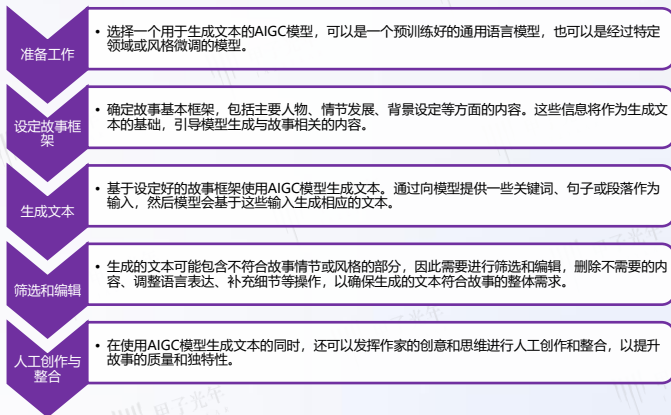 准备工作
• 选择一个用于生成文本的AIGC模型，可以是一个预训练好的通用语言模型，也可以是经过特定
领域或风格微调的模型。
设定故事框
架
• 确定故事基本框架，包括主要人物、情节发展、背景设定等方面的内容。这些信息将作为生成文
本的基础，引导模型生成与故事相关的内容。
生成文本
• 基于设定好的故事框架使用AIGC模型生成文本。通过向模型提供一些关键词、句子或段落作为
输入，然后模型会基于这些输入生成相应的文本。
筛选和编辑
• 生成的文本可能包含不符合故事情节或风格的部分，因此需要进行筛选和编辑，删除不需要的内
容、调整语言表达、补充细节等操作，以确保生成的文本符合故事的整体需求。
人工创作与
整合
• 在使用AIGC模型生成文本的同时，还可以发挥作家的创意和思维进行人工创作和整合，以提升
故事的质量和独特性。
甲子光年